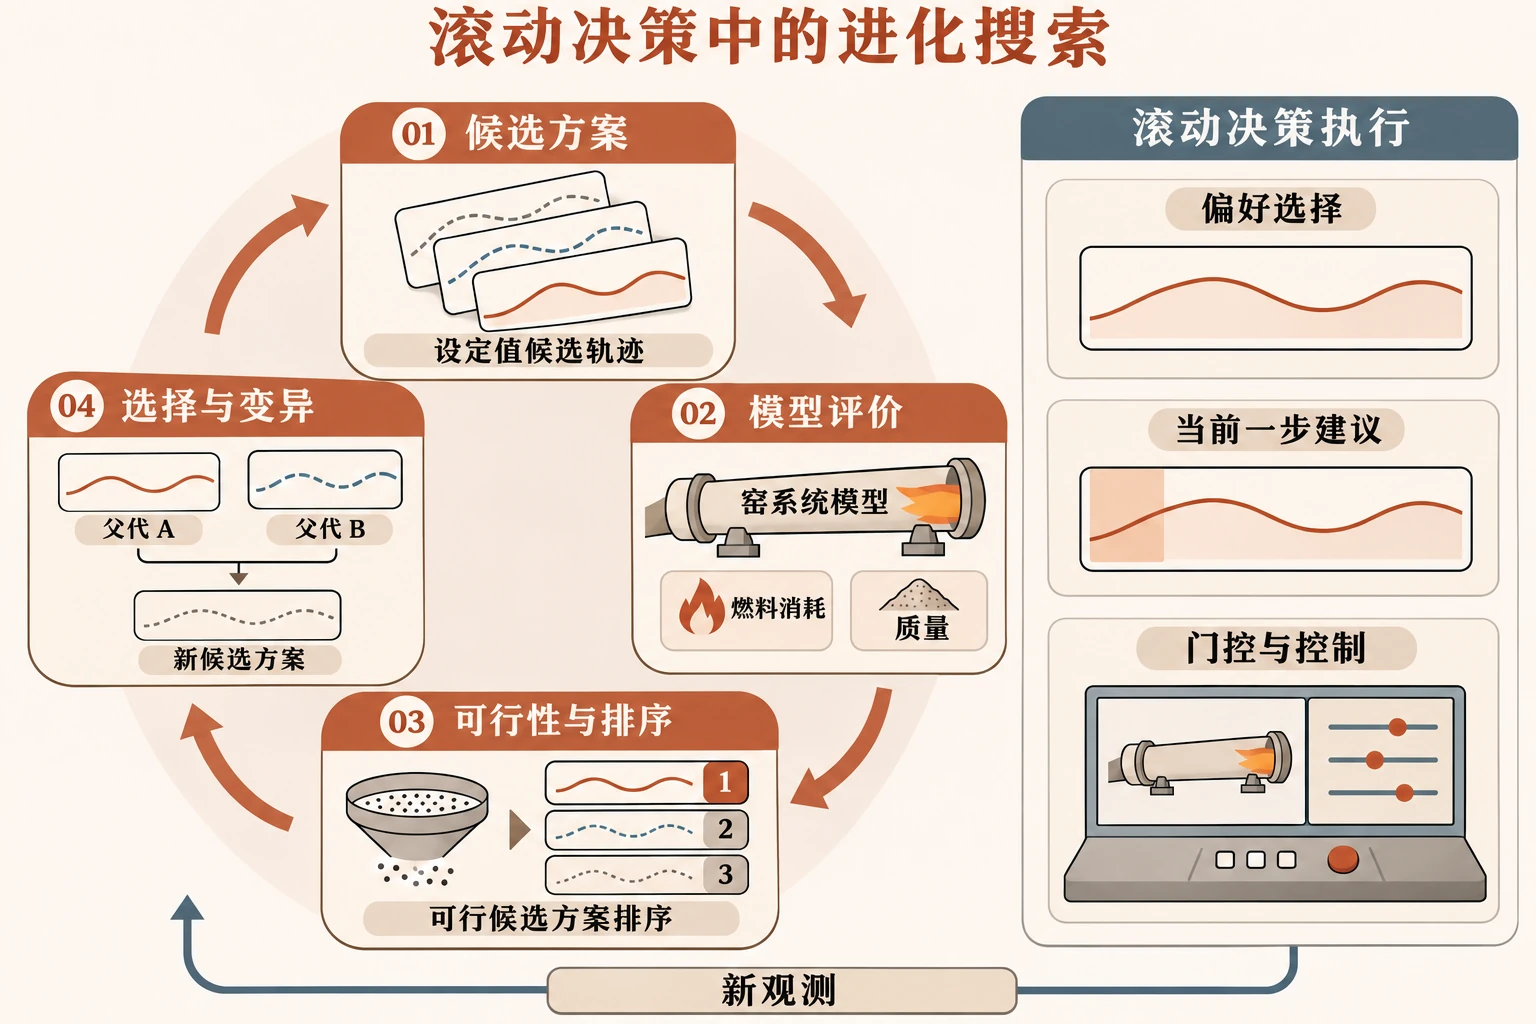 滚动决策中的进化搜索
01 候选方案
设定值候选轨迹
02 模型评价
窑系统模型
燃料消耗
质量
03 可行性与排序
1
2
3
可行候选方案排序
04 选择与变异
父代 A
父代 B
新候选方案
滚动决策执行
偏好选择
当前一步建议
门控与控制
新观测